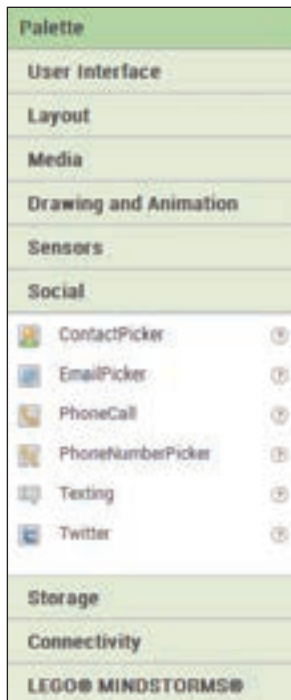 Palette
User Interface
Layout
Media
Drawing and Animation
Sensors
Social
ContactPicker
EmailPicker
PhoneCall
PhoneNumberPicker
Texting
Twitter
Storage
Connectivity
LEGO® MINDSTORMS®